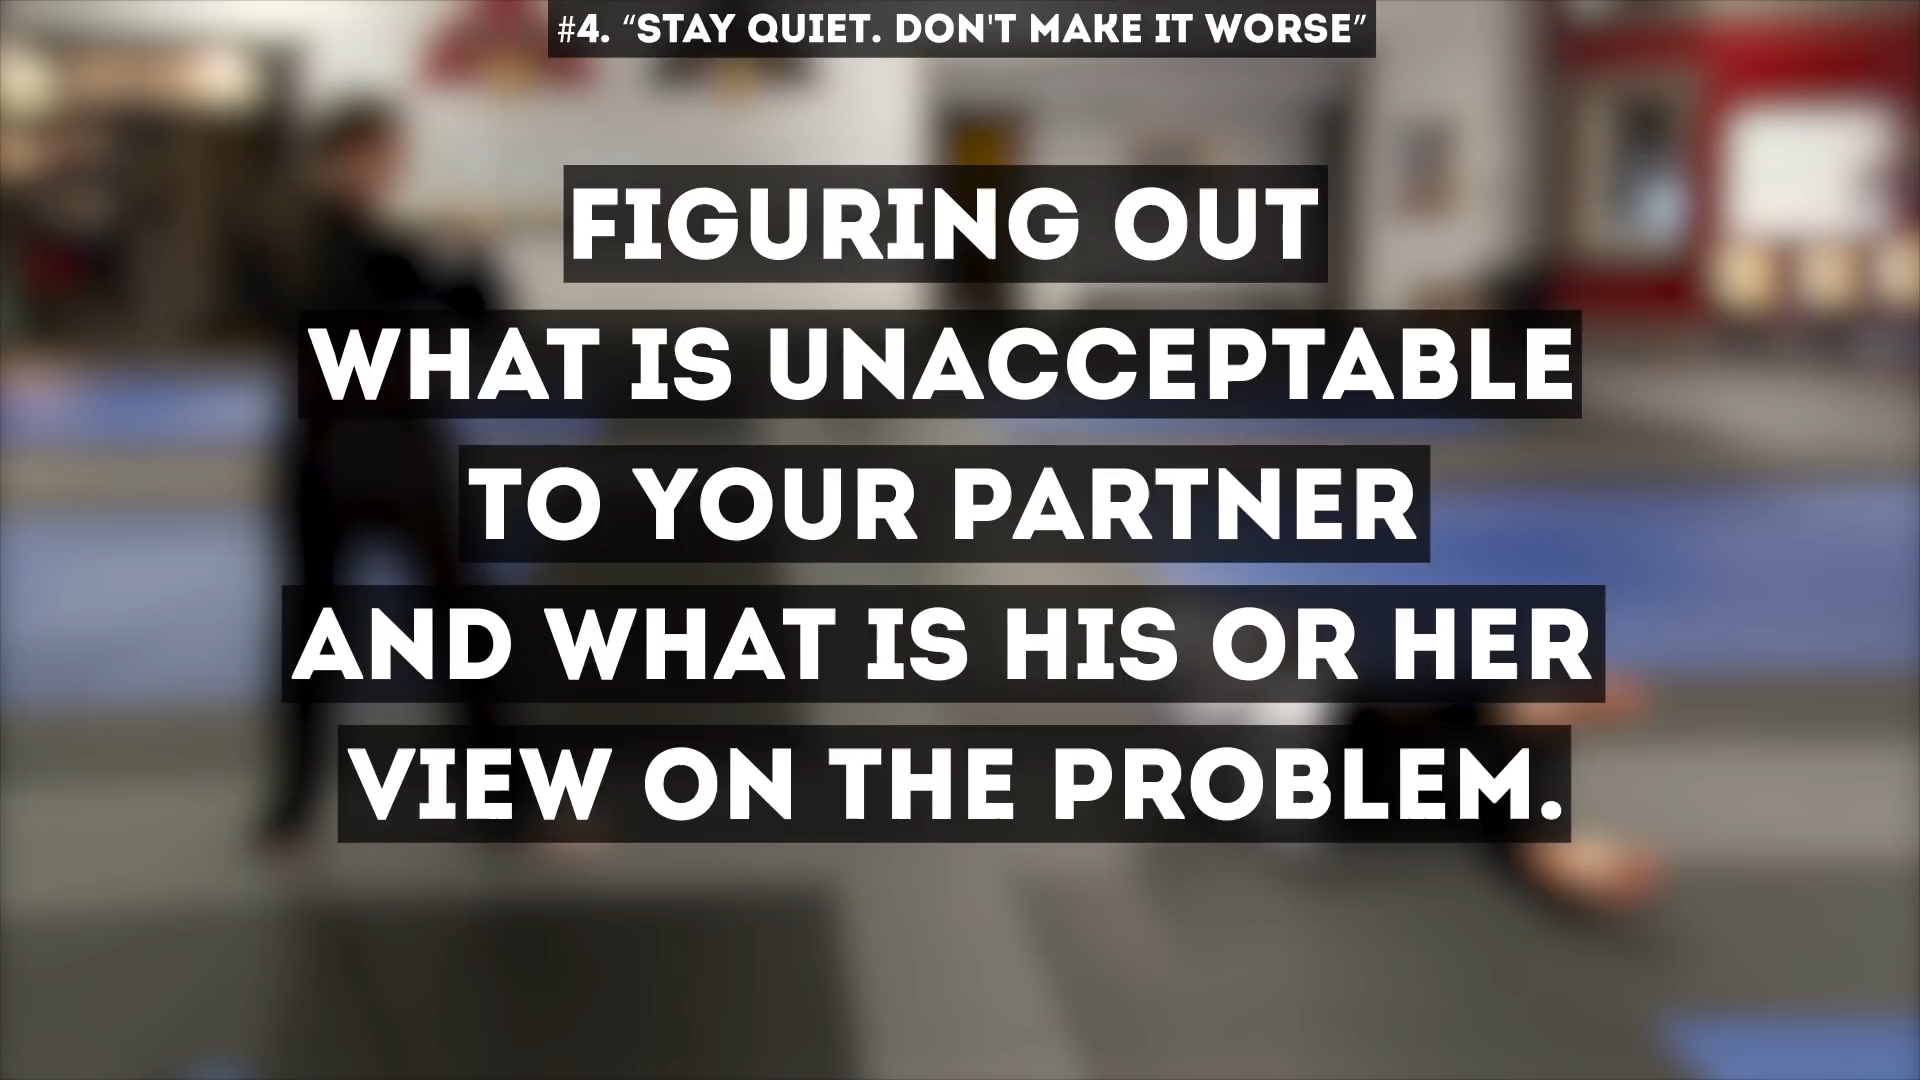 #4. “STAY QUIET. DON'T MAKE IT WORSE”
FIGURING OUT
WHAT IS UNACCEPTABLE
TO YOUR PARTNER
AND WHAT IS HIS OR HER
VIEW ON THE PROBLEM.